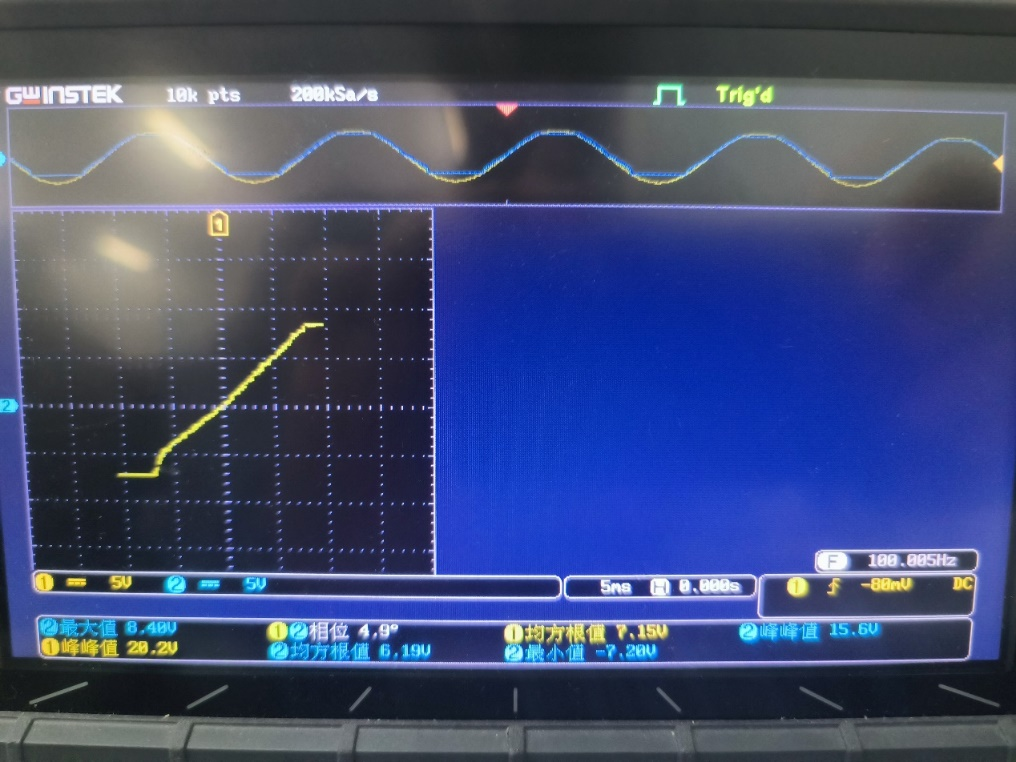 GWINSTEK 10k pts 200kSa/s Trig'd
1
2
F 100.005Hz
1 5V 2 5V 5ms H 0.000s 1 -80mV DC
2最大值 8.40V 12相位 4.9° 1均方根值 7.15V 2峰峰值 15.6V
1峰峰值 20.2V 2均方根值 6.19V 2最小值 -7.20V